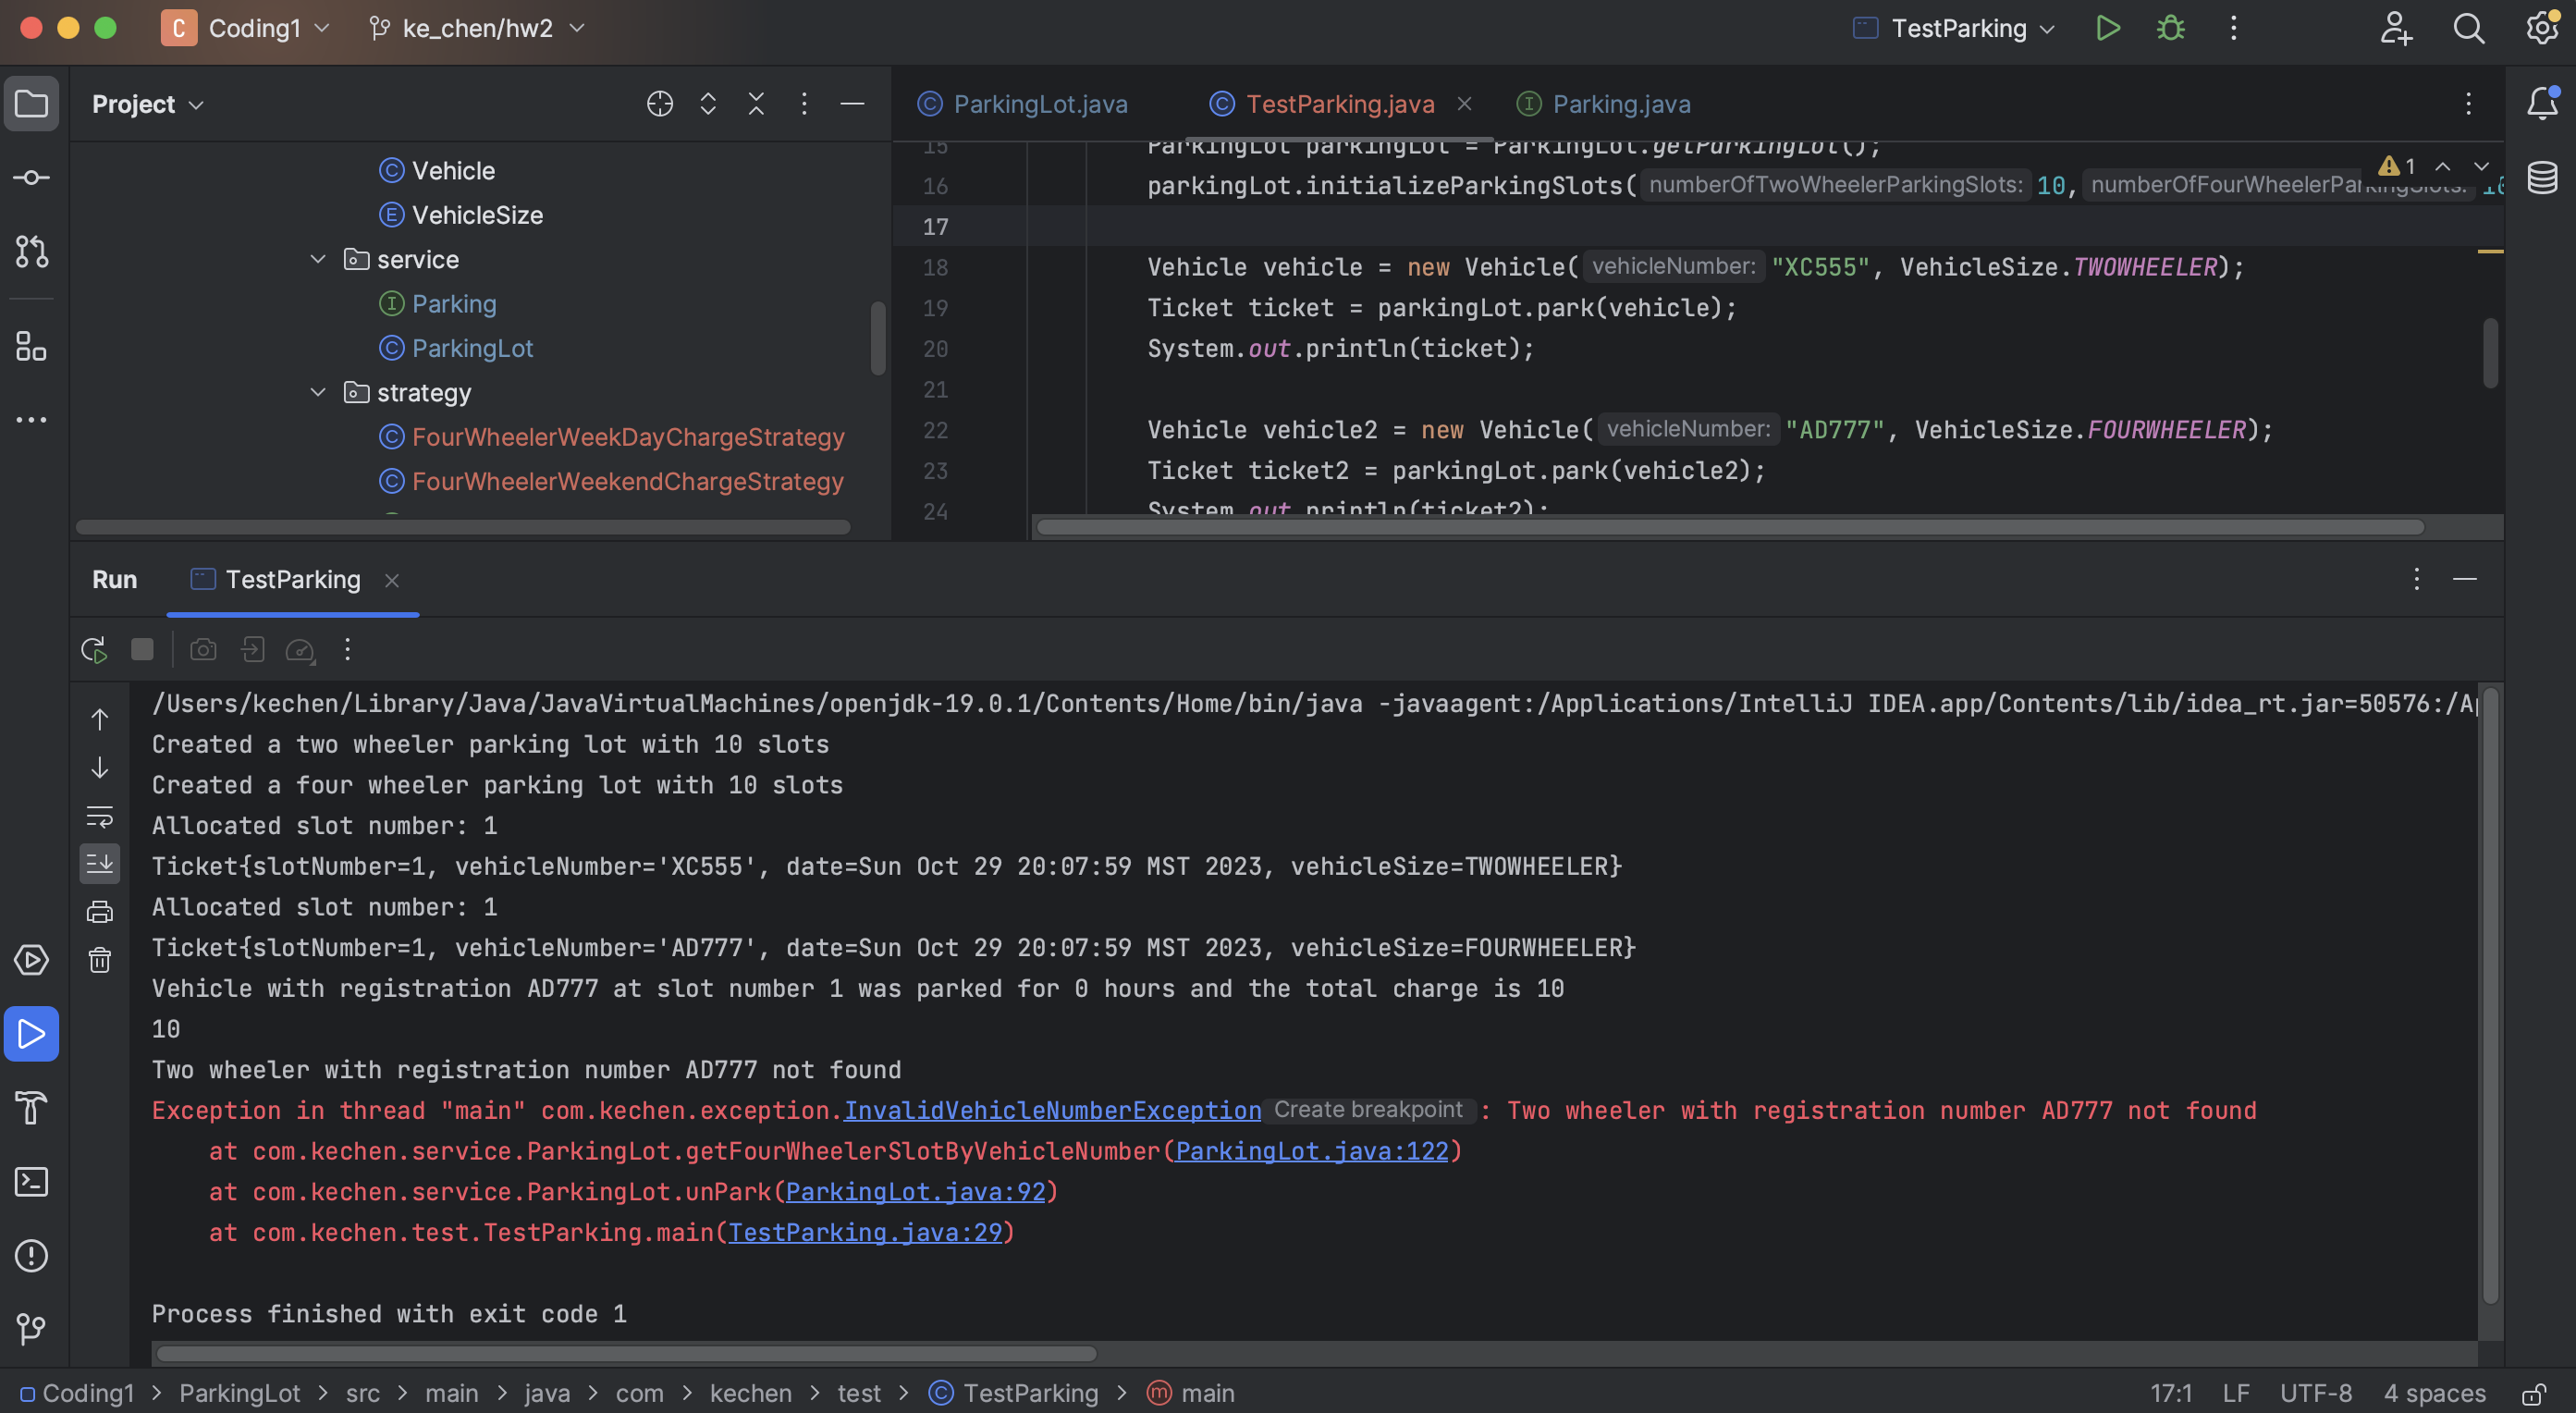 C Coding1 ke_chen/hw2 TestParking
Project
ParkingLot.java TestParking.java Parking.java
Vehicle
VehicleSize
service
Parking
ParkingLot
strategy
FourWheelerWeekDayChargeStrategy
FourWheelerWeekendChargeStrategy
15 ParkingLot parkingLot = ParkingLot.getParkingLot();
1
16 parkingLot.initializeParkingSlots( numberOfTwoWheelerParkingSlots: 10, numberOfFourWheelerParkingSlots: 10
17
18 Vehicle vehicle = new Vehicle( vehicleNumber: "XC555", VehicleSize.TWOWHEELER);
19 Ticket ticket = parkingLot.park(vehicle);
20 System.out.println(ticket);
21
22 Vehicle vehicle2 = new Vehicle( vehicleNumber: "AD777", VehicleSize.FOURWHEELER);
23 Ticket ticket2 = parkingLot.park(vehicle2);
24 System.out.println(ticket2);
Run TestParking
/Users/kechen/Library/Java/JavaVirtualMachines/openjdk-19.0.1/Contents/Home/bin/java -javaagent:/Applications/IntelliJ IDEA.app/Contents/lib/idea_rt.jar=50576:/Ap
Created a two wheeler parking lot with 10 slots
Created a four wheeler parking lot with 10 slots
Allocated slot number: 1
Ticket{slotNumber=1, vehicleNumber='XC555', date=Sun Oct 29 20:07:59 MST 2023, vehicleSize=TWOWHEELER}
Allocated slot number: 1
Ticket{slotNumber=1, vehicleNumber='AD777', date=Sun Oct 29 20:07:59 MST 2023, vehicleSize=FOURWHEELER}
Vehicle with registration AD777 at slot number 1 was parked for 0 hours and the total charge is 10
10
Two wheeler with registration number AD777 not found
Exception in thread "main" com.kechen.exception.InvalidVehicleNumberException Create breakpoint : Two wheeler with registration number AD777 not found
at com.kechen.service.ParkingLot.getFourWheelerSlotByVehicleNumber(ParkingLot.java:122)
at com.kechen.service.ParkingLot.unPark(ParkingLot.java:92)
at com.kechen.test.TestParking.main(TestParking.java:29)
Process finished with exit code 1
Coding1 > ParkingLot > src > main > java > com > kechen > test > TestParking > main 17:1 LF UTF-8 4 spaces